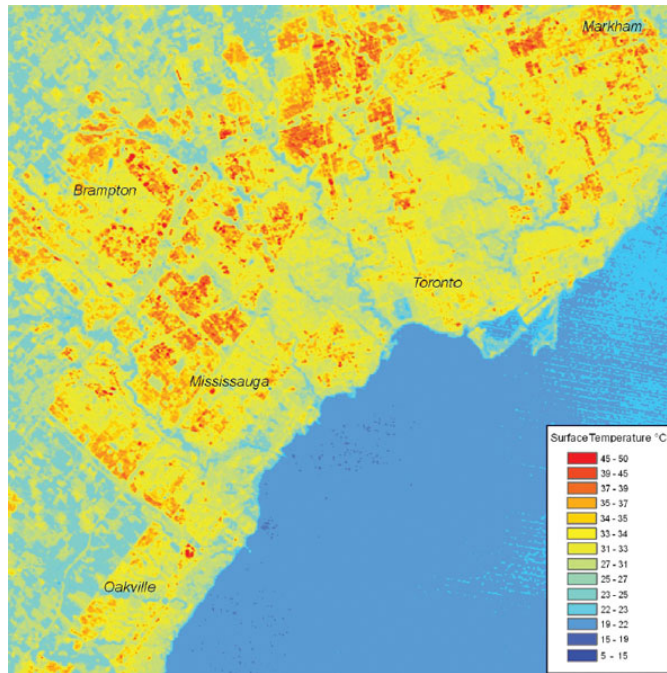 Markham
Brampton
Toronto
Mississauga
Oakville
Surface Temperature °C
45 - 50
39 - 45
37 - 39
35 - 37
34 - 35
33 - 34
31 - 33
27 - 31
25 - 27
23 - 25
22 - 23
19 - 22
15 - 19
5 - 15